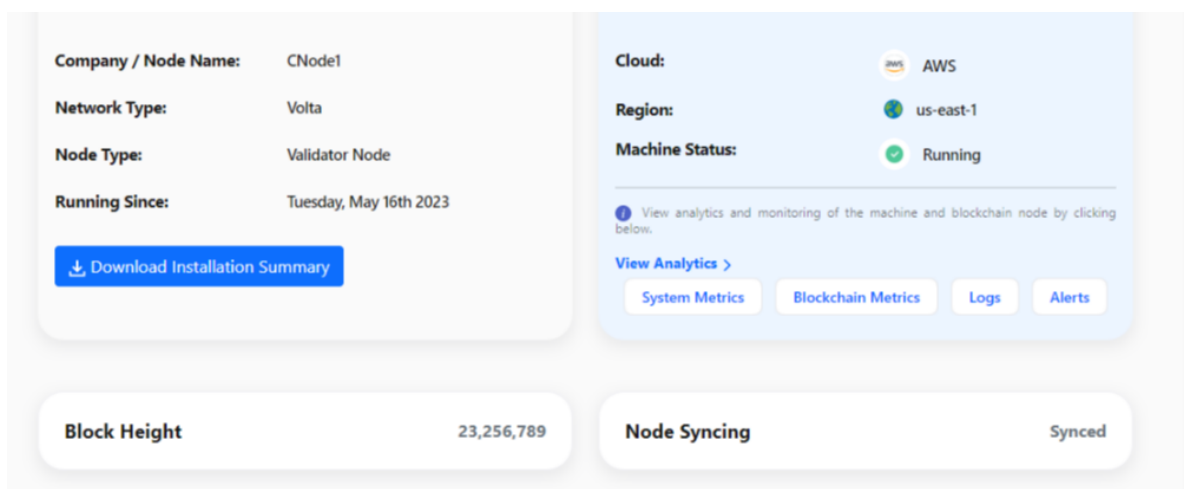 Company / Node Name: CNode1
Network Type: Volta
Node Type: Validator Node
Running Since: Tuesday, May 16th 2023
Download Installation Summary
Cloud: aws AWS
Region: us-east-1
Machine Status: Running
i View analytics and monitoring of the machine and blockchain node by clicking
below.
View Analytics >
System Metrics Blockchain Metrics Logs Alerts
Block Height 23,256,789
Node Syncing Synced